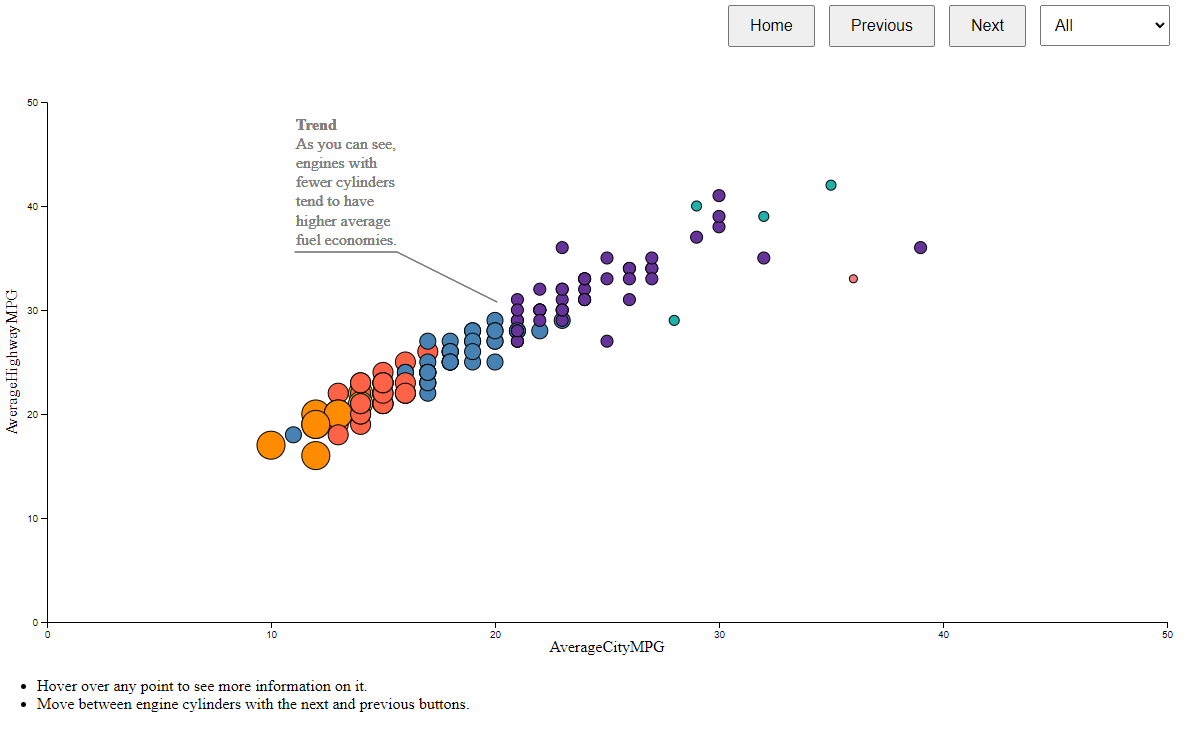 Home Previous Next All
50
Trend
As you can see,
engines with
fewer cylinders
tend to have
higher average
fuel economies.
40
30
20
10
0
AverageHighwayMPG
0 10 20 30 40 50
AverageCityMPG
Hover over any point to see more information on it.
Move between engine cylinders with the next and previous buttons.